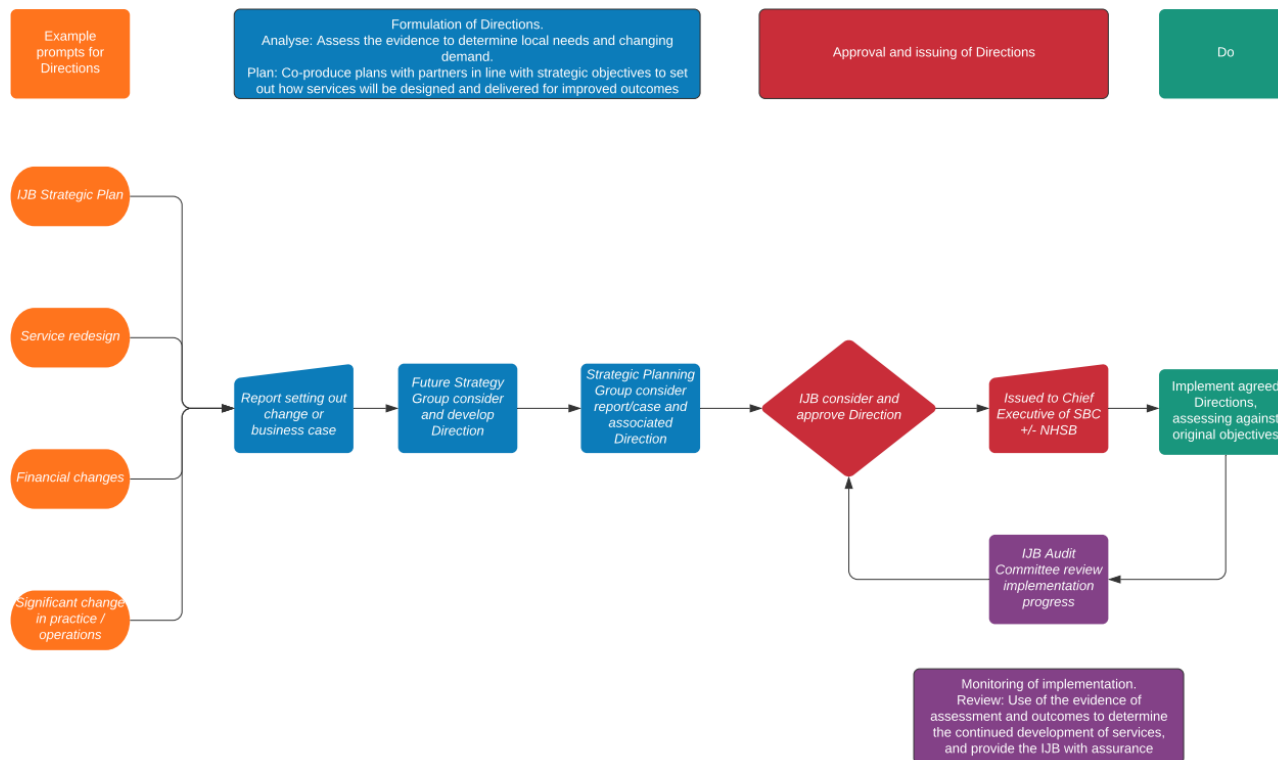 Example
prompts for
Directions
Formulation of Directions.
Analyse: Assess the evidence to determine local needs and changing
demand.
Plan: Co-produce plans with partners in line with strategic objectives to set
out how services will be designed and delivered for improved outcomes
Approval and issuing of Directions
Do
IJB Strategic Plan
Service redesign
Financial changes
Significant change
in practice /
operations
Report setting out
change or
business case
Future Strategy
Group consider
and develop
Direction
Strategic Planning
Group consider
report/case and
associated
Direction
IJB consider and
approve Direction
Issued to Chief
Executive of SBC
+/- NHSB
Implement agreed
Directions,
assessing against
original objectives
IJB Audit
Committee review
implementation
progress
Monitoring of implementation.
Review: Use of the evidence of
assessment and outcomes to determine
the continued development of services,
and provide the IJB with assurance